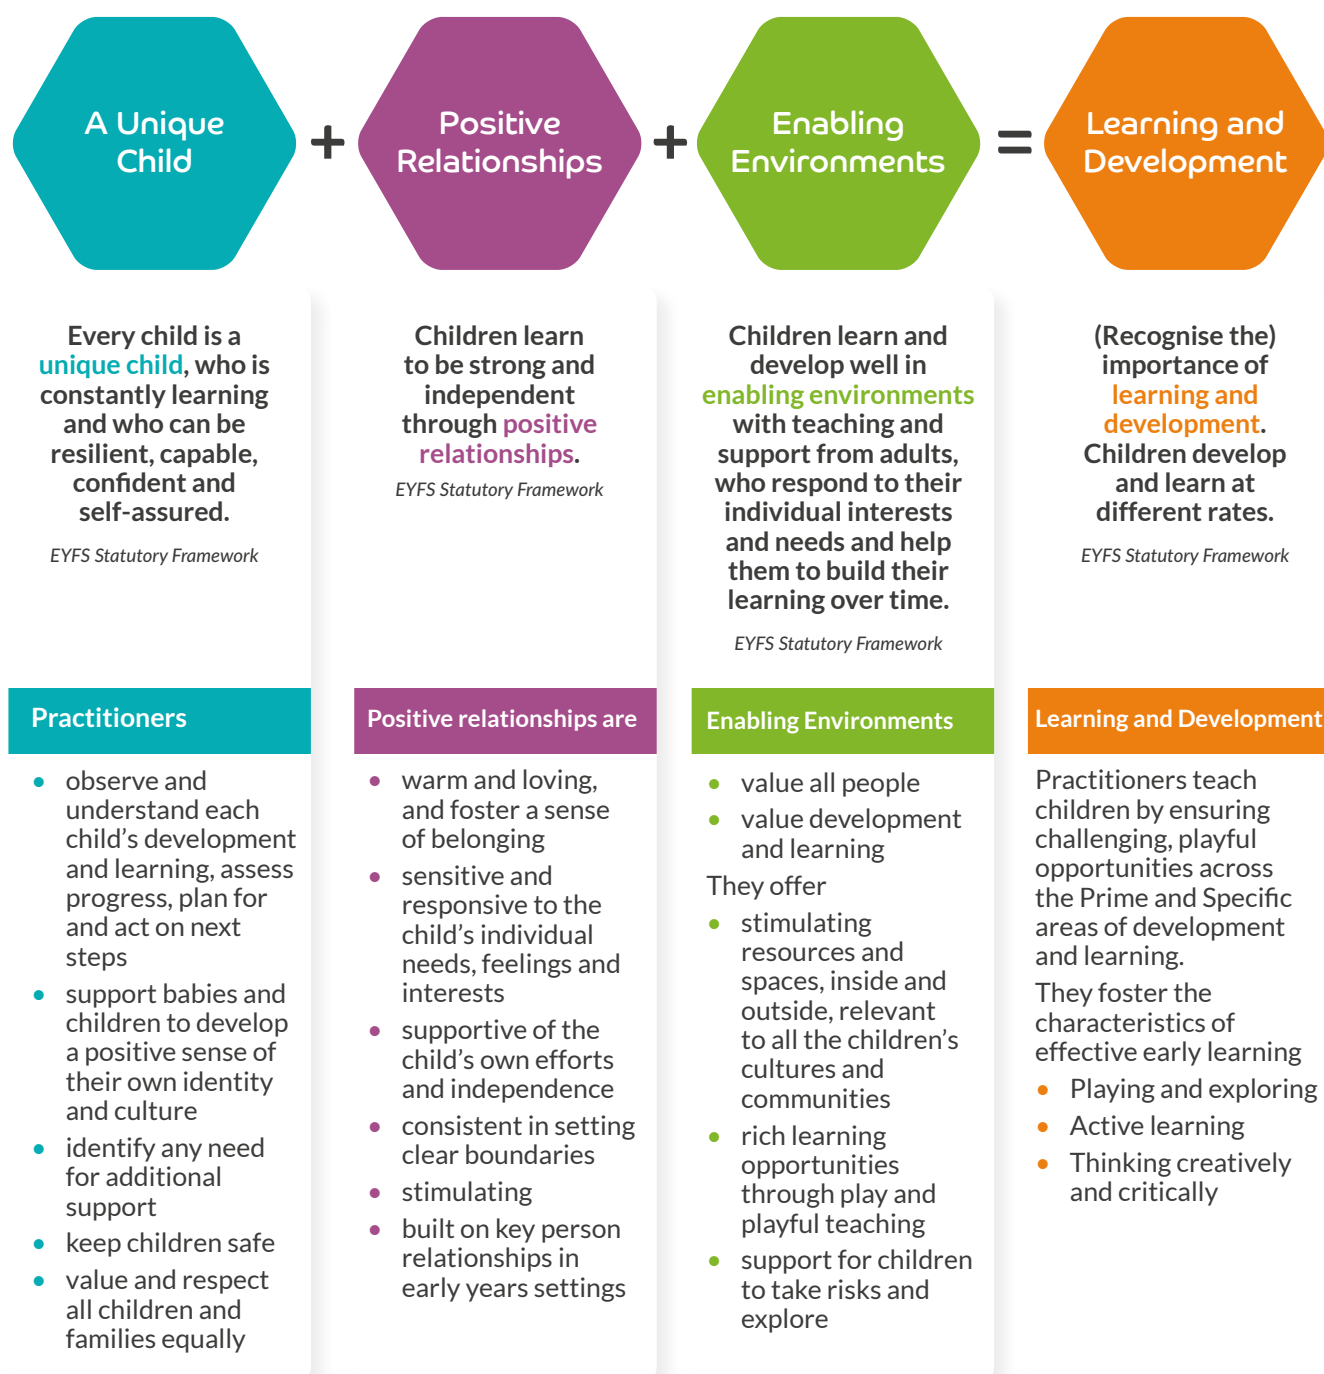 A Unique
Child
+
Positive
Relationships
+
Enabling
Environments
=
Learning and
Development
Every child is a
unique child, who is
constantly learning
and who can be
resilient, capable,
confident and
self-assured.
EYFS Statutory Framework
Children learn
to be strong and
independent
through positive
relationships.
EYFS Statutory Framework
Children learn and
develop well in
enabling environments
with teaching and
support from adults,
who respond to their
individual interests
and needs and help
them to build their
learning over time.
EYFS Statutory Framework
(Recognise the)
importance of
learning and
development.
Children develop
and learn at
different rates.
EYFS Statutory Framework
Practitioners
• observe and
understand each
child’s development
and learning, assess
progress, plan for
and act on next
steps
• support babies and
children to develop
a positive sense of
their own identity
and culture
• identify any need
for additional
support
• keep children safe
• value and respect
all children and
families equally
Positive relationships are
• warm and loving,
and foster a sense
of belonging
• sensitive and
responsive to the
child’s individual
needs, feelings and
interests
• supportive of the
child’s own efforts
and independence
• consistent in setting
clear boundaries
• stimulating
• built on key person
relationships in
early years settings
Enabling Environments
• value all people
• value development
and learning
They offer
• stimulating
resources and
spaces, inside and
outside, relevant
to all the children’s
cultures and
communities
• rich learning
opportunities
through play and
playful teaching
• support for children
to take risks and
explore
Learning and Development
Practitioners teach
children by ensuring
challenging, playful
opportunities across
the Prime and Specific
areas of development
and learning.
They foster the
characteristics of
effective early learning
• Playing and exploring
• Active learning
• Thinking creatively
and critically